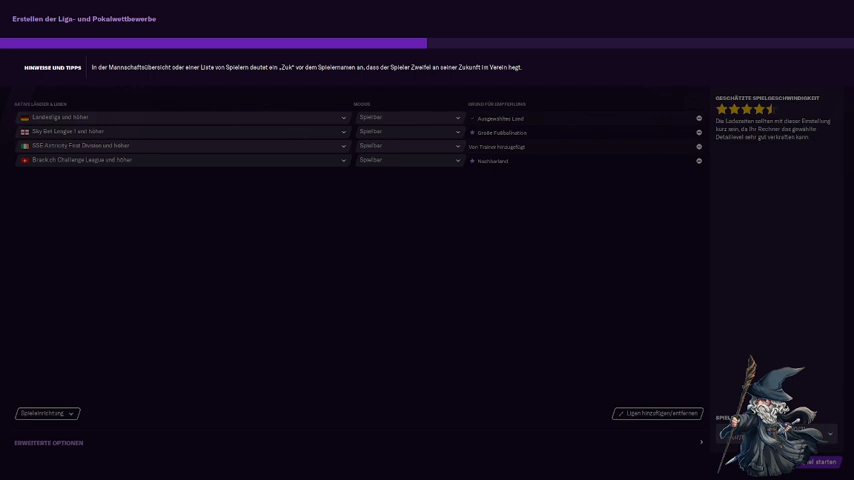 Erstellen der Liga- und Pokalwettbewerbe
HINWEISE UND TIPPS
In der Mannschaftsübersicht oder einer Liste von Spielern deutet ein „Zuk“ vor dem Spielernamen an, dass der Spieler Zweifel an seiner Zukunft im Verein hegt.
AKTIVE LÄNDER & LIGEN
MODUS
GRUND FÜR EMPFEHLUNG
Landesliga und höher
Spielbar
Ausgewähltes Land
Sky Bet League 1 und höher
Spielbar
Große Fußballnation
SSE Airtricity First Division und höher
Spielbar
Von Trainer hinzugefügt
Brack.ch Challenge League und höher
Spielbar
Nachbarland
GESCHÄTZTE SPIELGESCHWINDIGKEIT
Die Ladezeiten sollten mit dieser Einstellung
kurz sein, da Ihr Rechner das gewählte
Detaillevel sehr gut verkraften kann.
Spieleinrichtung
Ligen hinzufügen/entfernen
ERWEITERTE OPTIONEN
starten